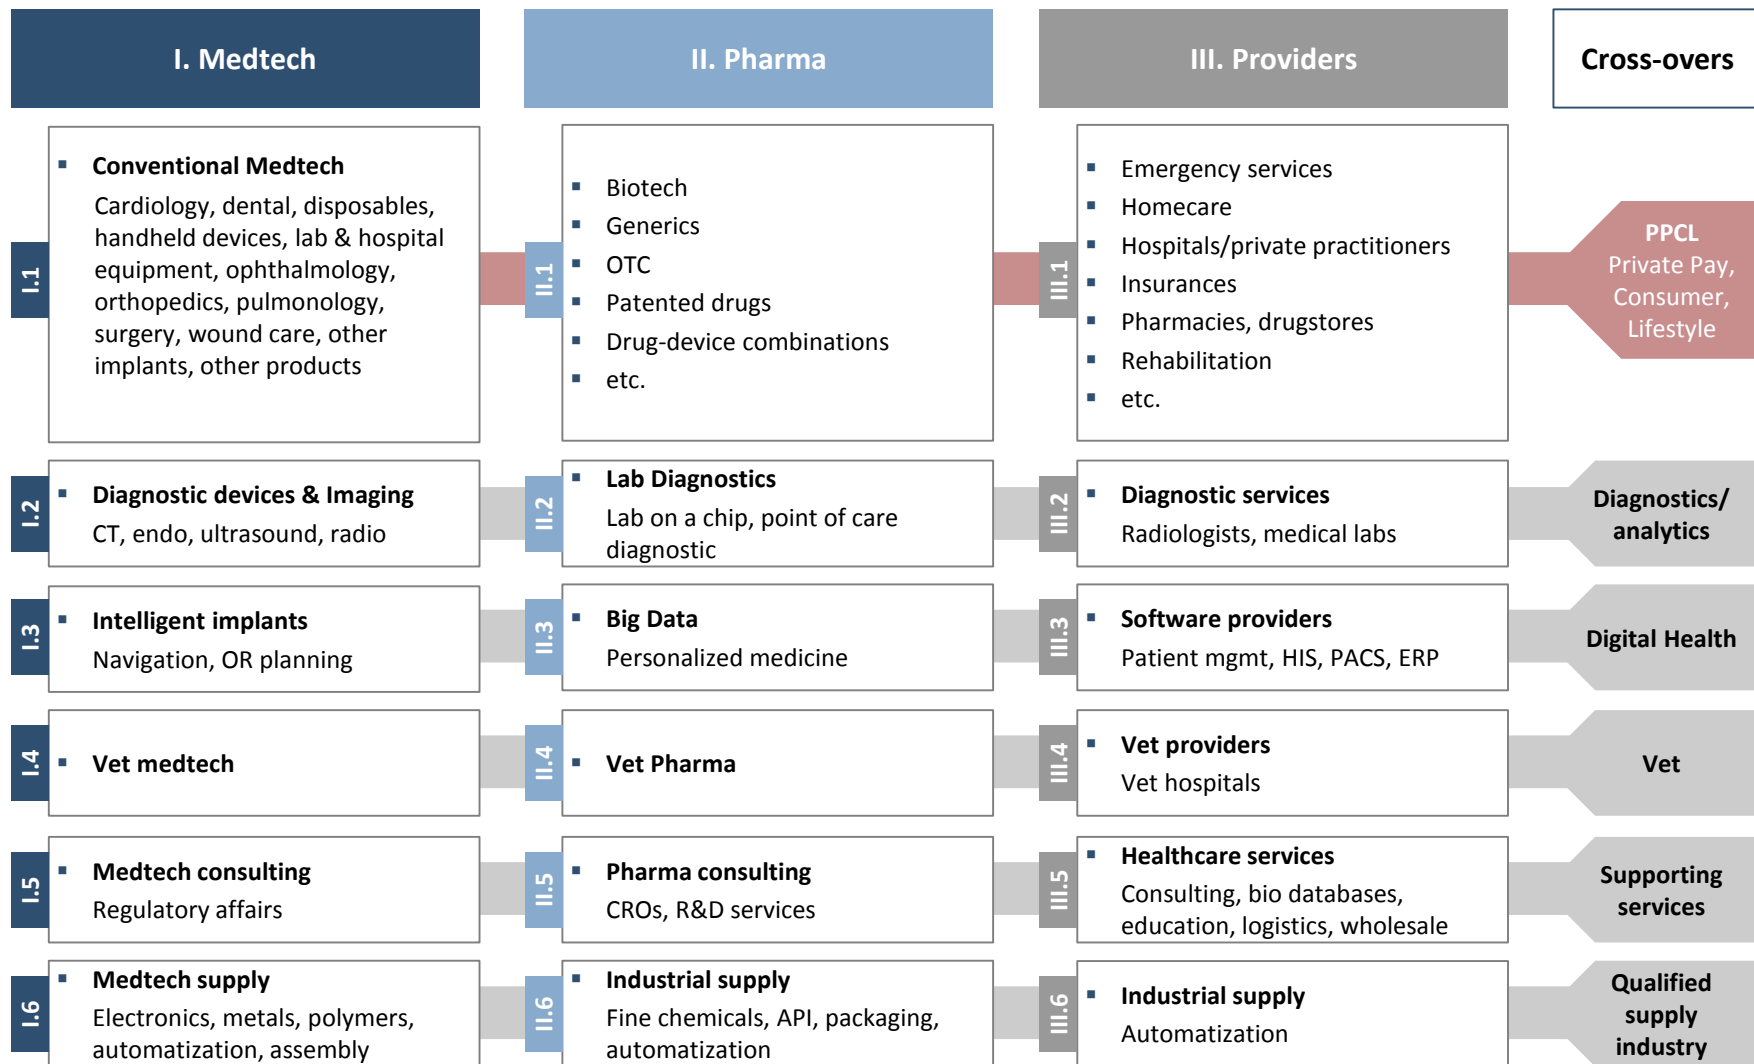 I. Medtech
II. Pharma
III. Providers
Cross-overs
I.1
Conventional Medtech
Cardiology, dental, disposables,
handheld devices, lab & hospital
equipment, ophthalmology,
orthopedics, pulmonology,
surgery, wound care, other
implants, other products
II.1
Biotech
Generics
OTC
Patented drugs
Drug-device combinations
etc.
III.1
Emergency services
Homecare
Hospitals/private practitioners
Insurances
Pharmacies, drugstores
Rehabilitation
etc.
PPCL
Private Pay,
Consumer,
Lifestyle
I.2
Diagnostic devices & Imaging
CT, endo, ultrasound, radio
II.2
Lab Diagnostics
Lab on a chip, point of care
diagnostic
III.2
Diagnostic services
Radiologists, medical labs
Diagnostics/
analytics
I.3
Intelligent implants
Navigation, OR planning
II.3
Big Data
Personalized medicine
III.3
Software providers
Patient mgmt, HIS, PACS, ERP
Digital Health
I.4
Vet medtech
II.4
Vet Pharma
III.4
Vet providers
Vet hospitals
Vet
I.5
Medtech consulting
Regulatory affairs
II.5
Pharma consulting
CROs, R&D services
III.5
Healthcare services
Consulting, bio databases,
education, logistics, wholesale
Supporting
services
I.6
Medtech supply
Electronics, metals, polymers,
automatization, assembly
II.6
Industrial supply
Fine chemicals, API, packaging,
automatization
III.6
Industrial supply
Automatization
Qualified
supply
industry